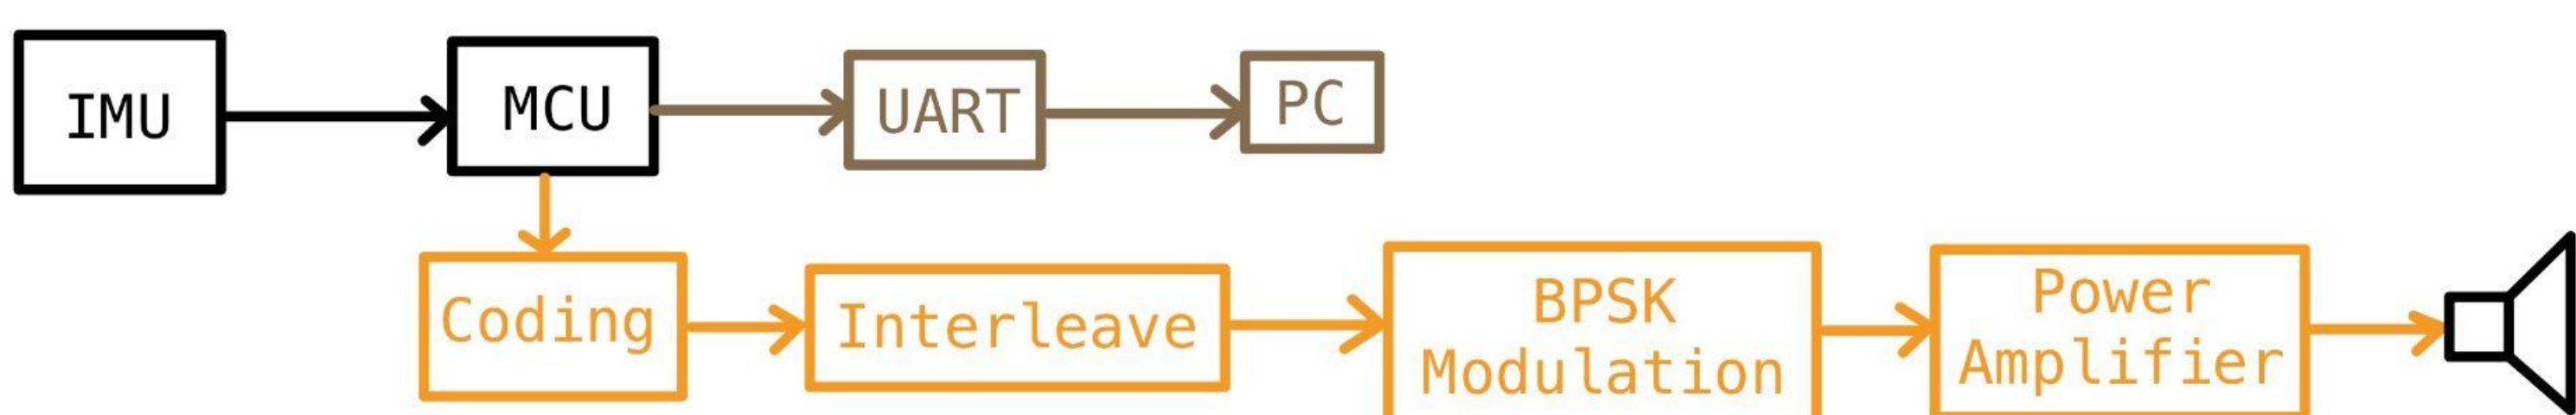 IMU
MCU
UART
PC
Coding
Interleave
BPSK
Modulation
Power
Amplifier